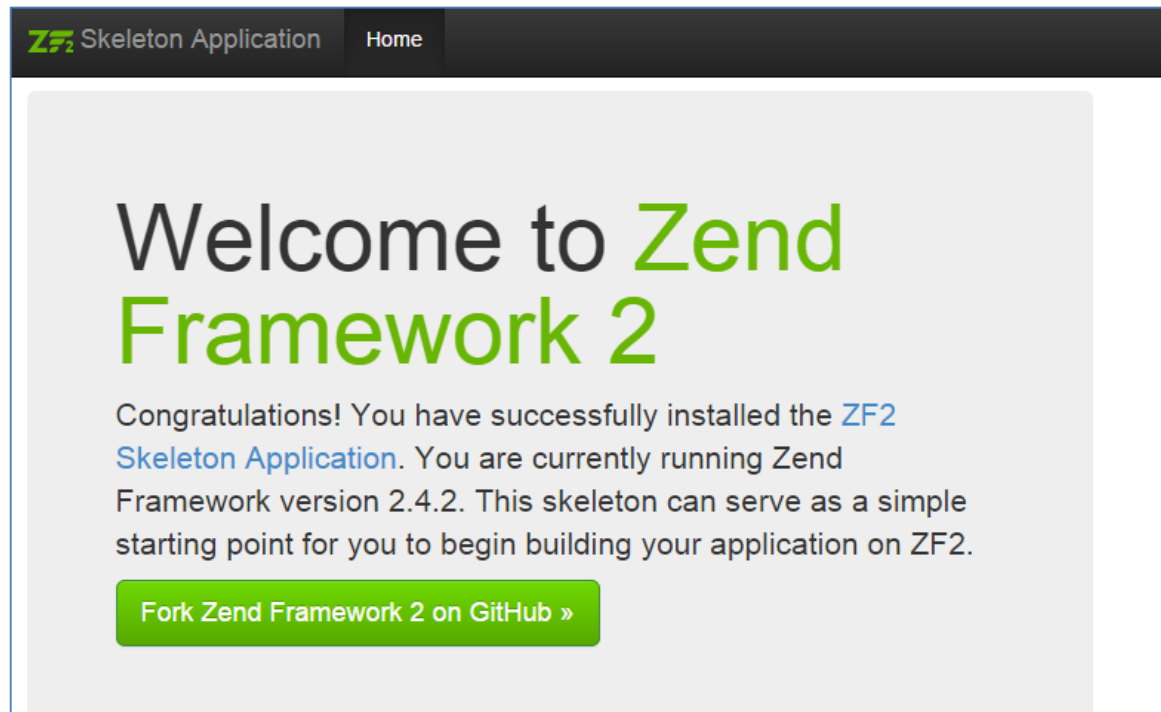 ZF2 Skeleton Application Home
Welcome to Zend
Framework 2
Congratulations! You have successfully installed the ZF2
Skeleton Application. You are currently running Zend
Framework version 2.4.2. This skeleton can serve as a simple
starting point for you to begin building your application on ZF2.
Fork Zend Framework 2 on GitHub »